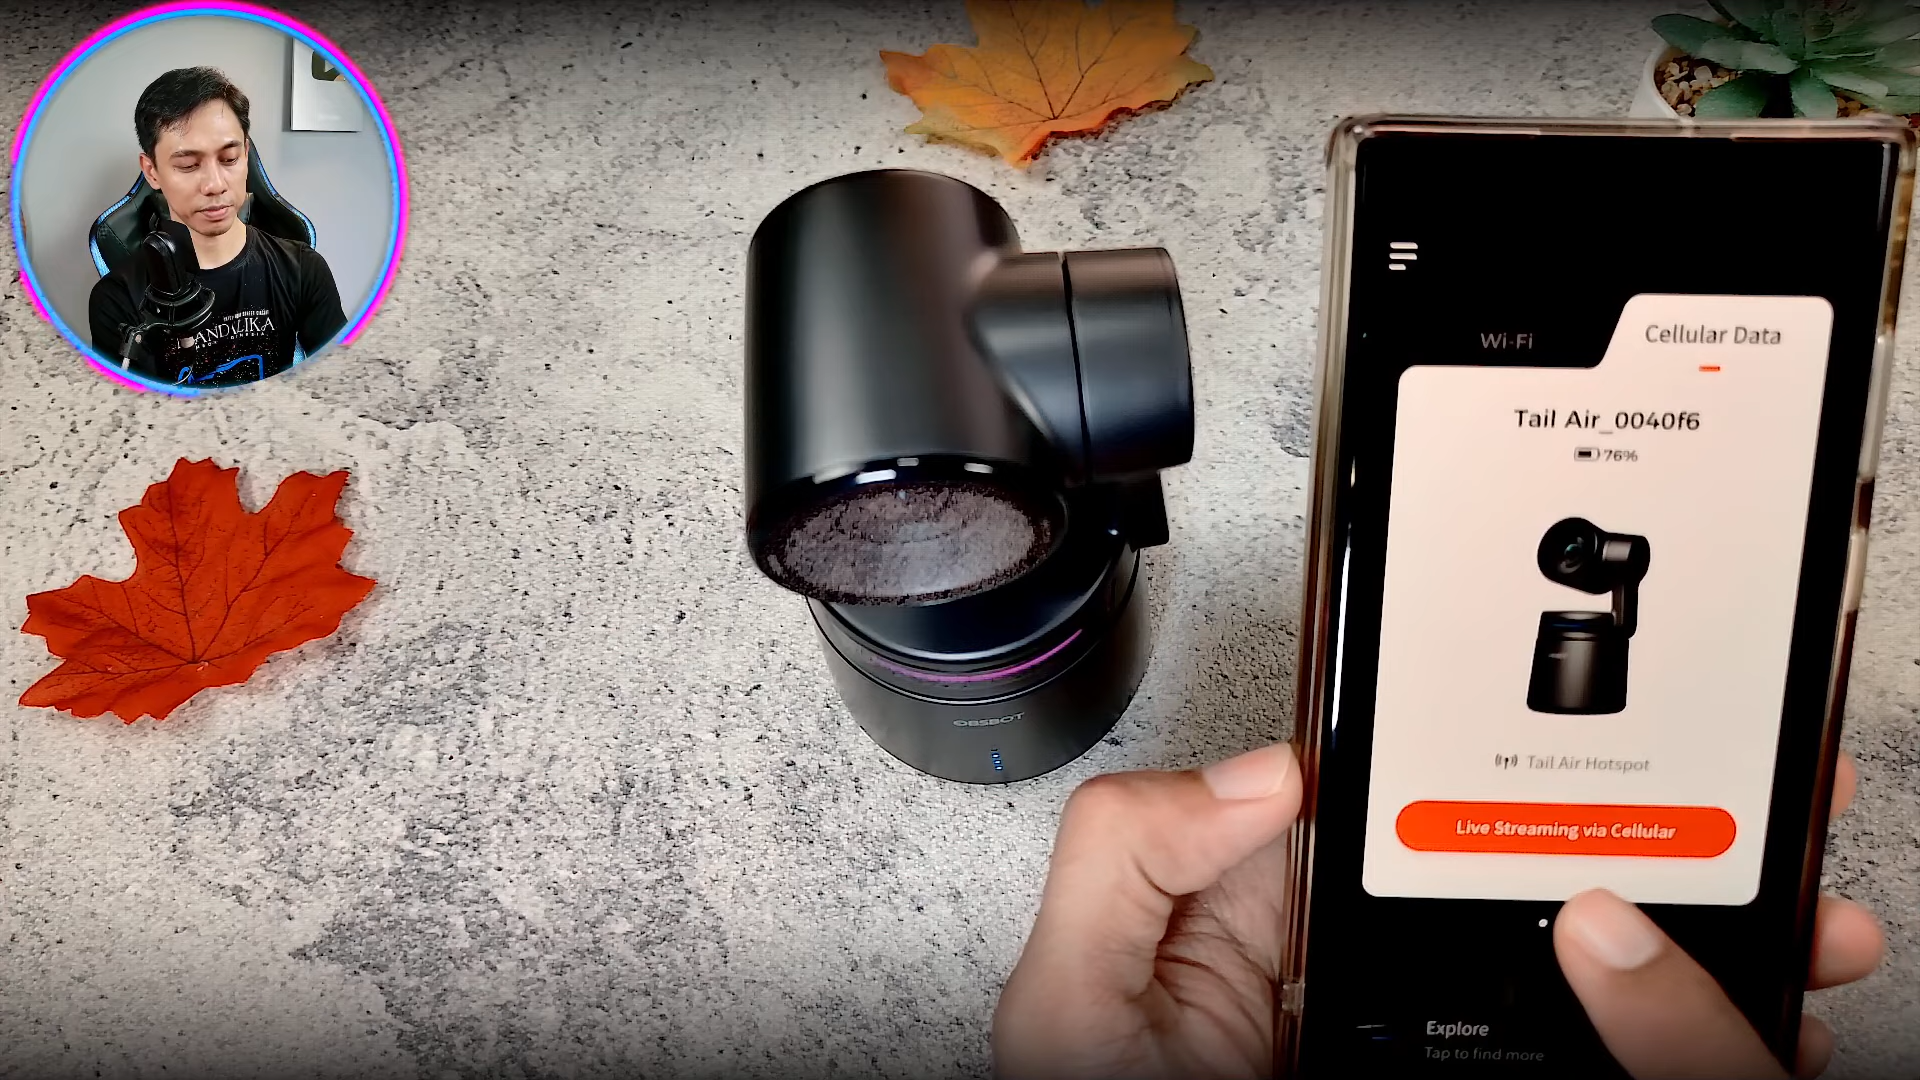 Wi-Fi
Cellular Data
Tail Air_0040f6
76%
Tail Air Hotspot
Live Streaming via Cellular
Explore
Tap to find more
OBSBOT